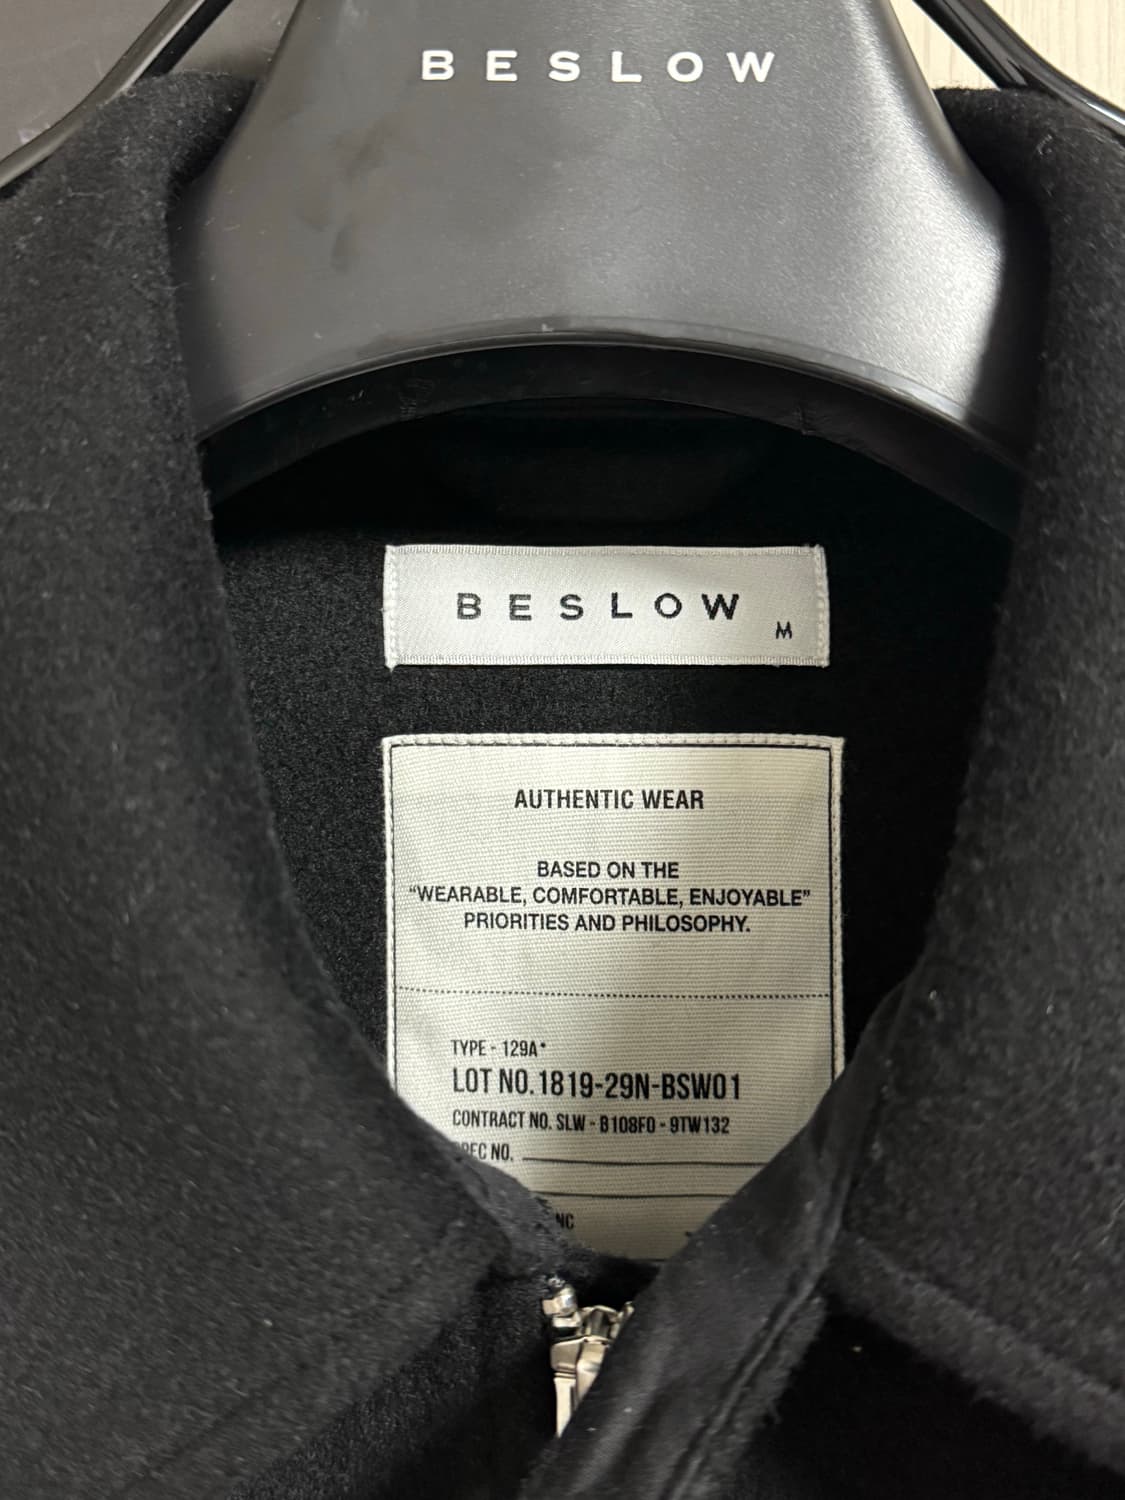 BESLOW
BESLOW
M
AUTHENTIC WEAR
BASED ON THE
“WEARABLE, COMFORTABLE, ENJOYABLE”
PRIORITIES AND PHILOSOPHY.
TYPE - 129A*
LOT NO.1819-29N-BSW01
CONTRACT NO. SLW - B108F0 - 9TW132
NO.